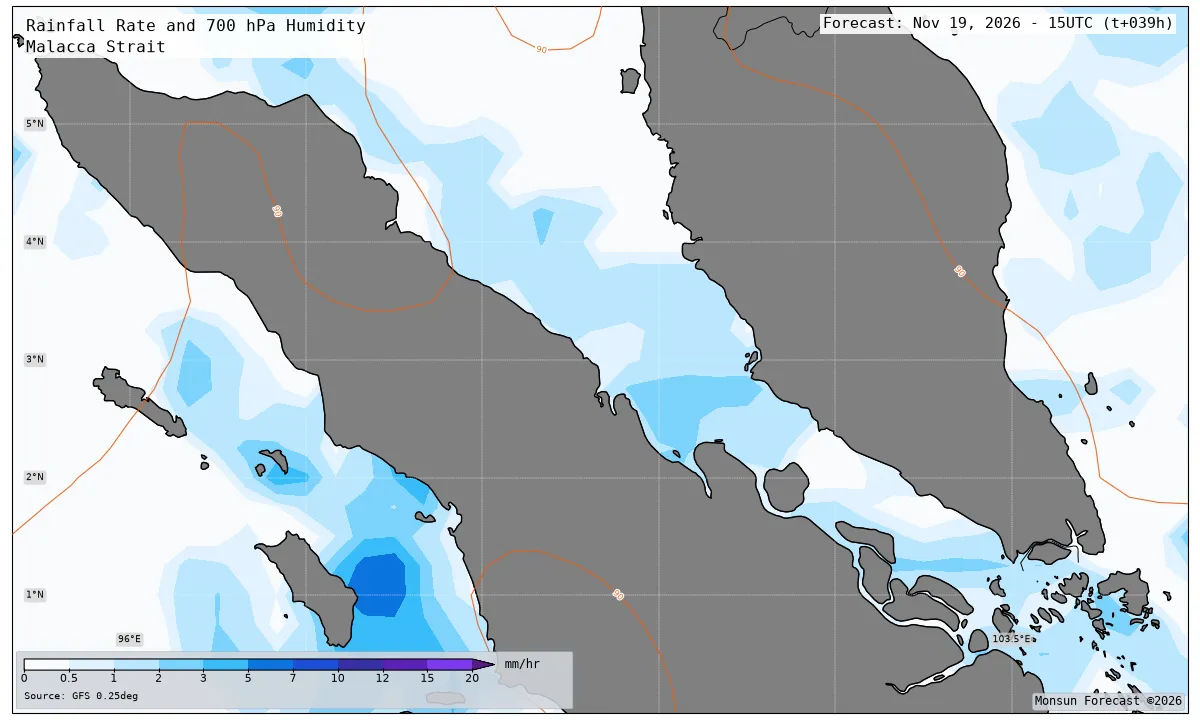 Rainfall Rate and 700 hPa Humidity
Malacca Strait
Forecast: Nov 19, 2026 - 15UTC (t+039h)
90
5°N
90
4°N
90
3°N
2°N
1°N
90
96°E
103.5°E
mm/hr
0 0.5 1 2 3 5 7 10 12 15 20
Source: GFS 0.25deg
Monsun Forecast ©2026